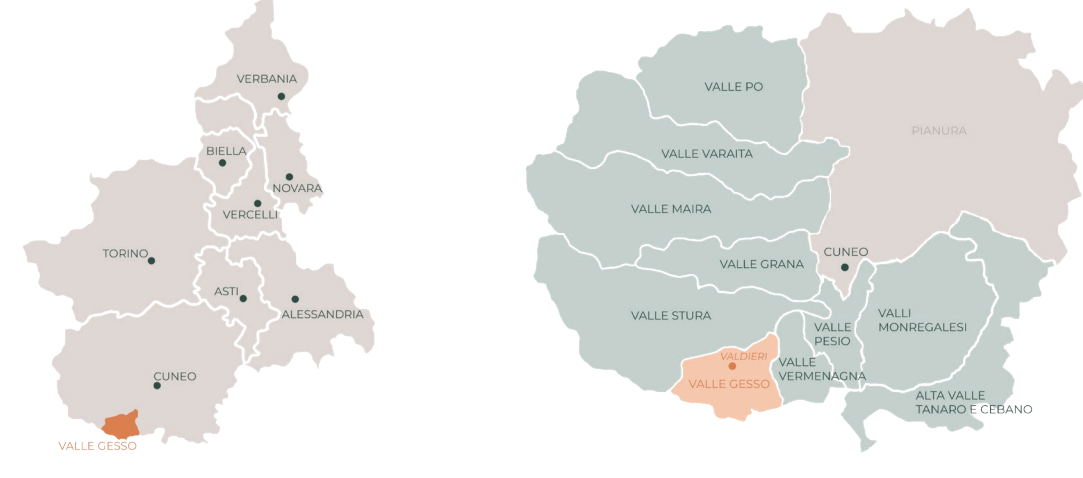 VERBANIA
BIELLA
NOVARA
VERCELLI
TORINO
ASTI
ALESSANDRIA
CUNEO
VALLE GESSO
VALLE PO
PIANURA
VALLE VARAITA
VALLE MAIRA
CUNEO
VALLE GRANA
VALLE STURA
VALLI
MONREGALESI
VALLE
PESIO
VALDIERI
VALLE GESSO
VALLE
VERMENAGNA
ALTA VALLE
TANARO E CEBANO